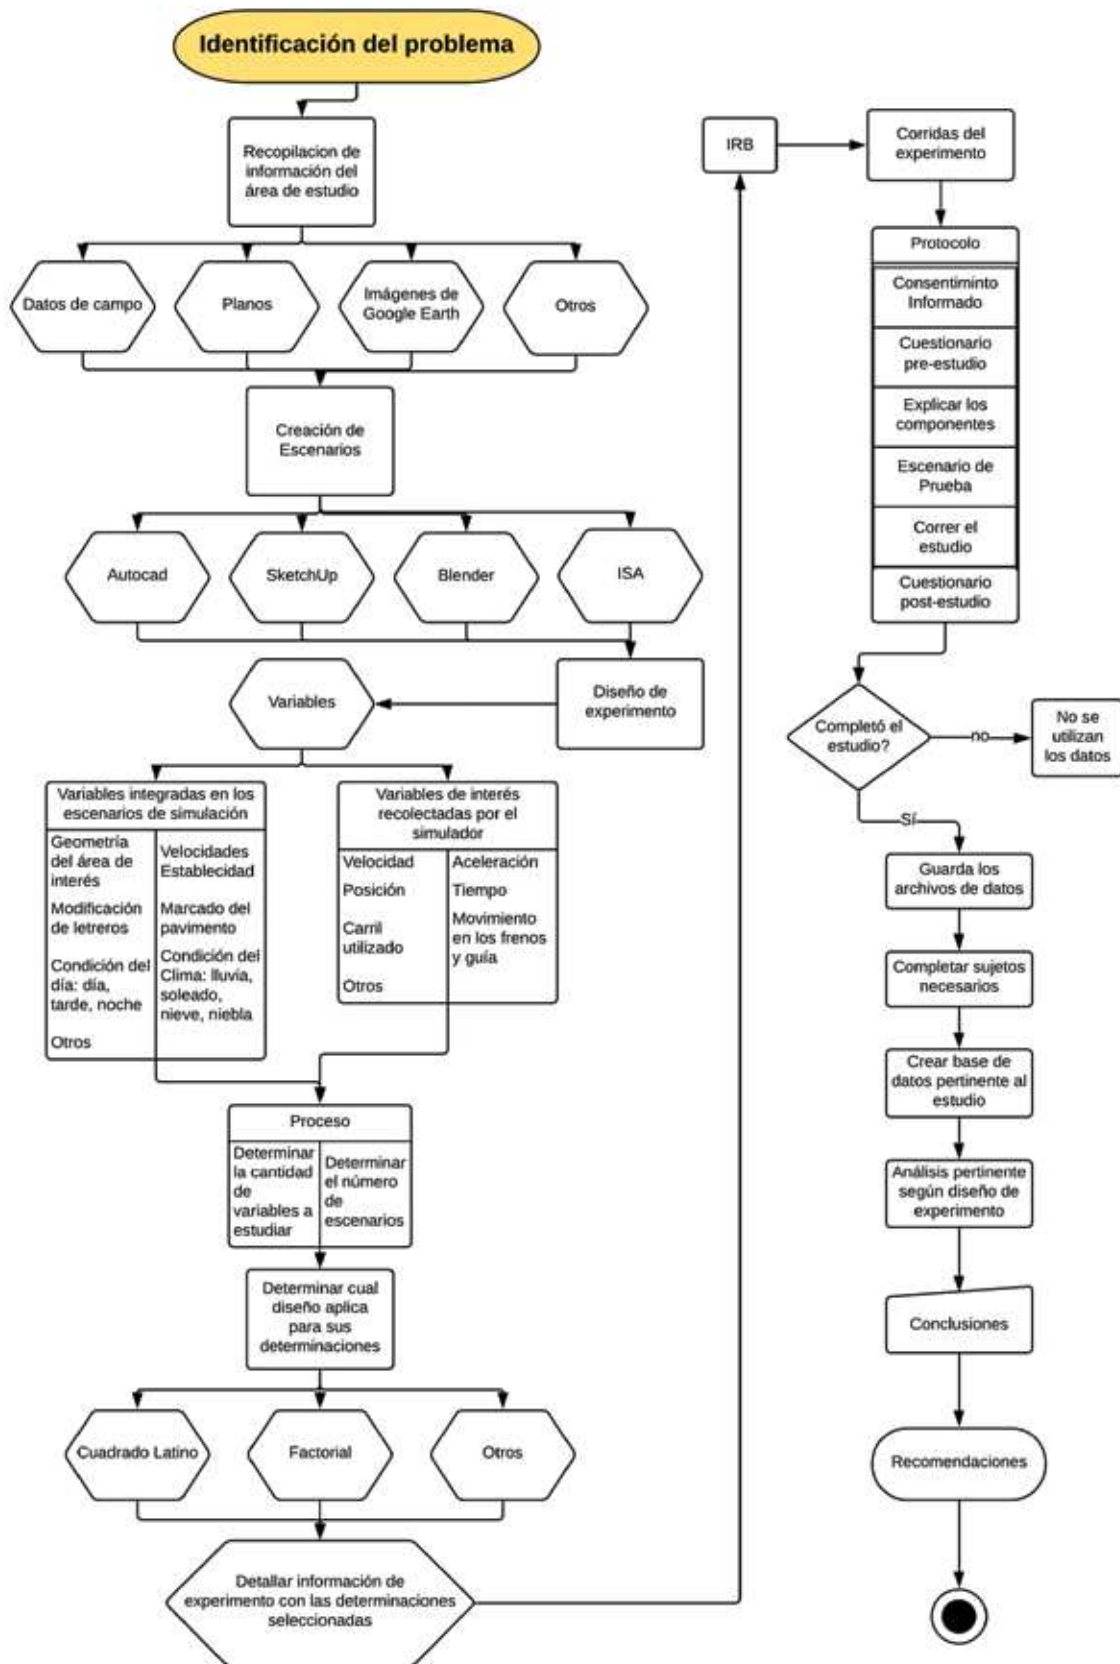 Identificación del problema
Recopilacion de
información del
área de estudio
Datos de campo
Planos
Imágenes de
Google Earth
Otros
Creación de
Escenarios
Autocad
SketchUp
Blender
ISA
Diseño de
experimento
Variables
Variables integradas en los
escenarios de simulación
Geometría
del área de
interés
Modificación
de letreros
Condición del
día: día,
tarde, noche
Otros
Velocidades
Establecidad
Marcado del
pavimento
Condición del
Clima: lluvia,
soleado,
nieve, niebla
Variables de interés
recolectadas por el
simulador
Velocidad
Posición
Carril
utilizado
Otros
Aceleración
Tiempo
Movimiento
en los frenos
y guía
Proceso
Determinar
la cantidad
de
variables a
estudiar
Determinar
el número
de
escenarios
Determinar cual
diseño aplica
para sus
determinaciones
Cuadrado Latino
Factorial
Otros
Detallar información de
experimento con las determinaciones
seleccionadas
IRB
Corridas del
experimento
Protocolo
Consentiminto
Informado
Cuestionario
pre-estudio
Explicar los
componentes
Escenario de
Prueba
Correr el
estudio
Cuestionario
post-estudio
Completó el
estudio?
no
No se
utilizan
los datos
Sí
Guarda los
archivos de datos
Completar sujetos
necesarios
Crear base de
datos pertinente al
estudio
Análisis pertinente
según diseño de
experimento
Conclusiones
Recomendaciones